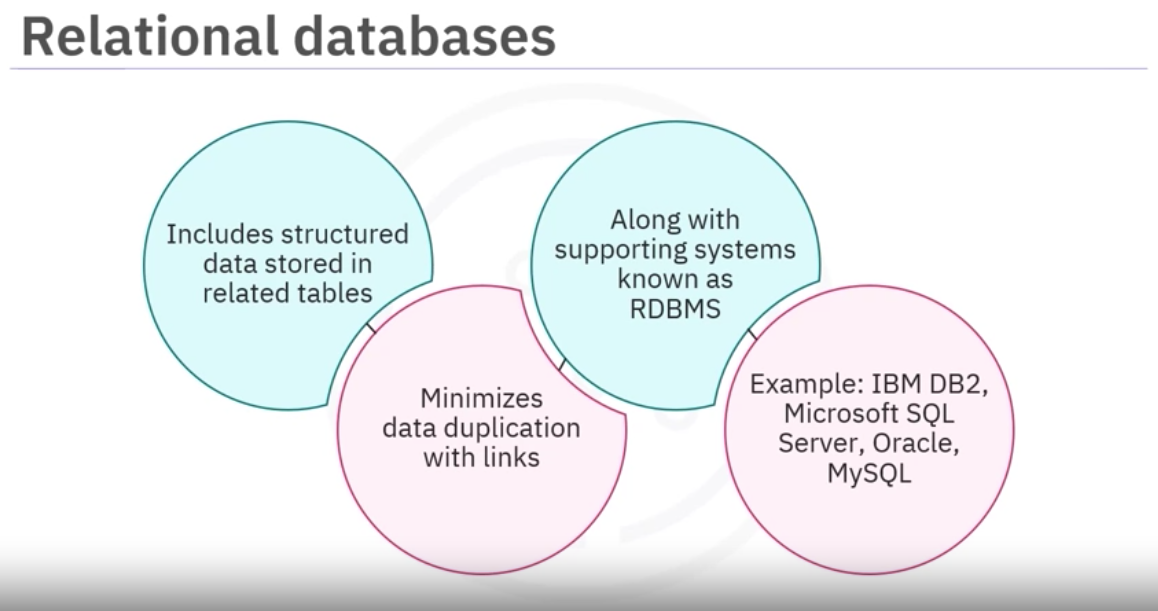 Relational databases
Includes structured
data stored in
related tables
Minimizes
data duplication
with links
Along with
supporting systems
known as
RDBMS
Example: IBM DB2,
Microsoft SQL
Server, Oracle,
MySQL